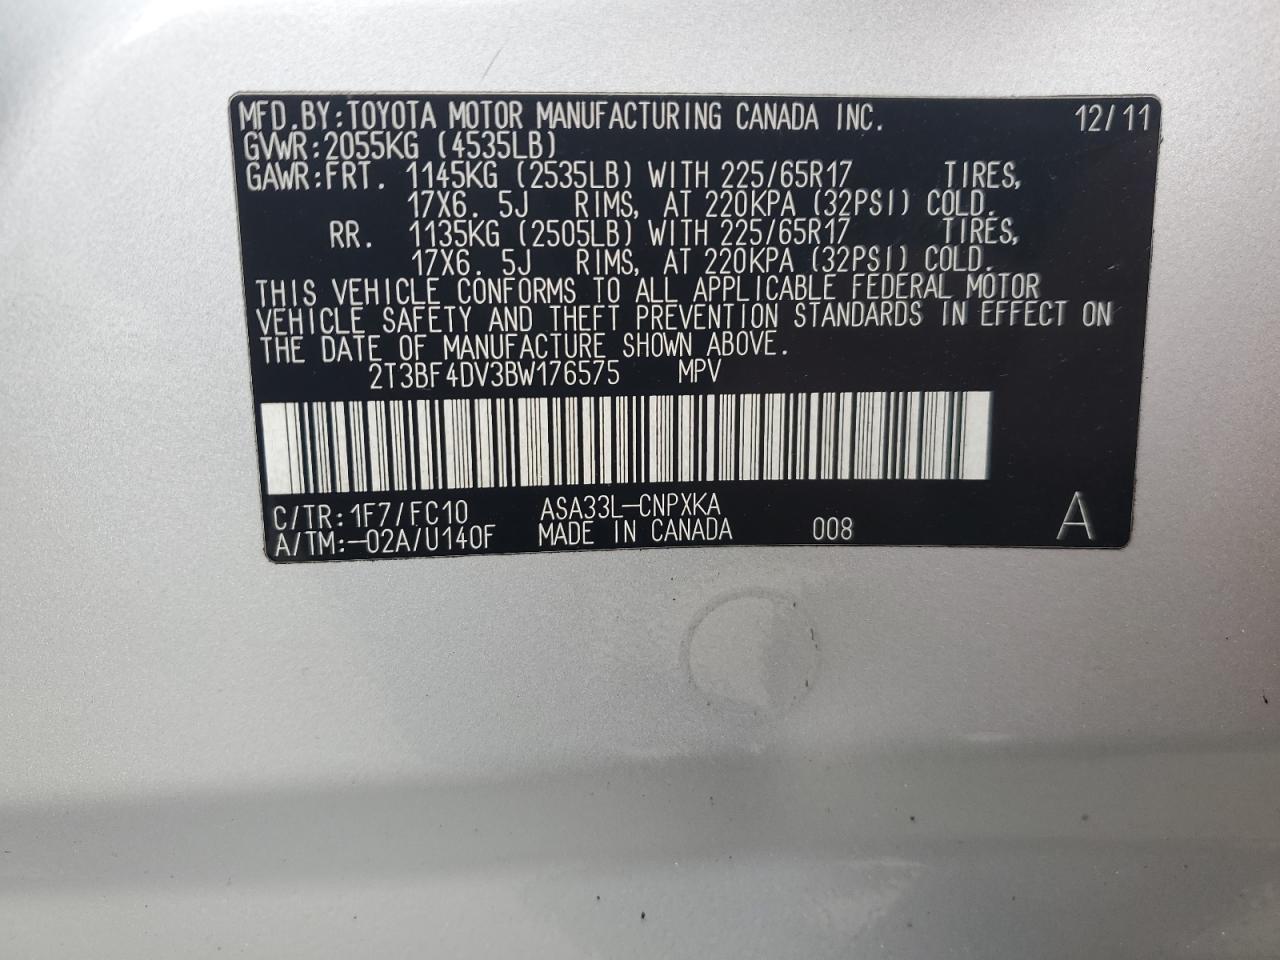 MFD.BY:TOYOTA MOTOR MANUFACTURING CANADA INC. 12/11
GVWR:2055KG (4535LB)
GAWR:FRT. 1145KG (2535LB) WITH 225/65R17 TIRES,
17X6. 5J RIMS, AT 220KPA (32PSI) COLD.
RR. 1135KG (2505LB) WITH 225/65R17 TIRES,
17X6. 5J RIMS, AT 220KPA (32PSI) COLD.
THIS VEHICLE CONFORMS TO ALL APPLICABLE FEDERAL MOTOR
VEHICLE SAFETY AND THEFT PREVENTION STANDARDS IN EFFECT ON
THE DATE OF MANUFACTURE SHOWN ABOVE.
2T3BF4DV3BW176575 MPV
C/TR:1F7/FC10 ASA33L-CNPXKA
A/TM:-02A/U140F MADE IN CANADA 008 A